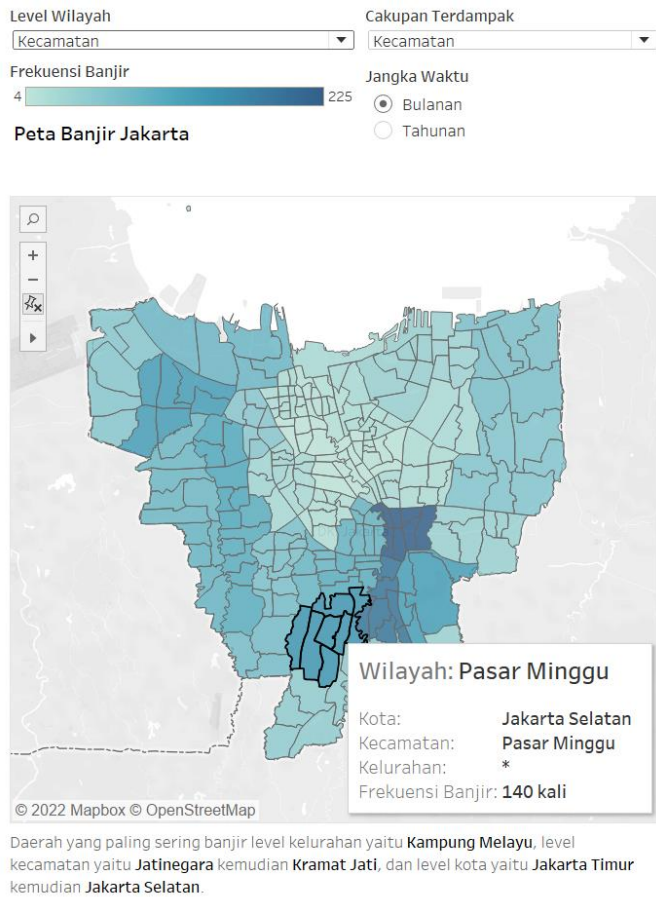 Level Wilayah
Cakupan Terdampak
Kecamatan
Kecamatan
Frekuensi Banjir
4
225
Jangka Waktu
Bulanan
Tahunan
Peta Banjir Jakarta
Wilayah: Pasar Minggu
Kota: Jakarta Selatan
Kecamatan: Pasar Minggu
Kelurahan: *
Frekuensi Banjir: 140 kali
© 2022 Mapbox © OpenStreetMap
Daerah yang paling sering banjir level kelurahan yaitu Kampung Melayu, level
kecamatan yaitu Jatinegara kemudian Kramat Jati, dan level kota yaitu Jakarta Timur
kemudian Jakarta Selatan.